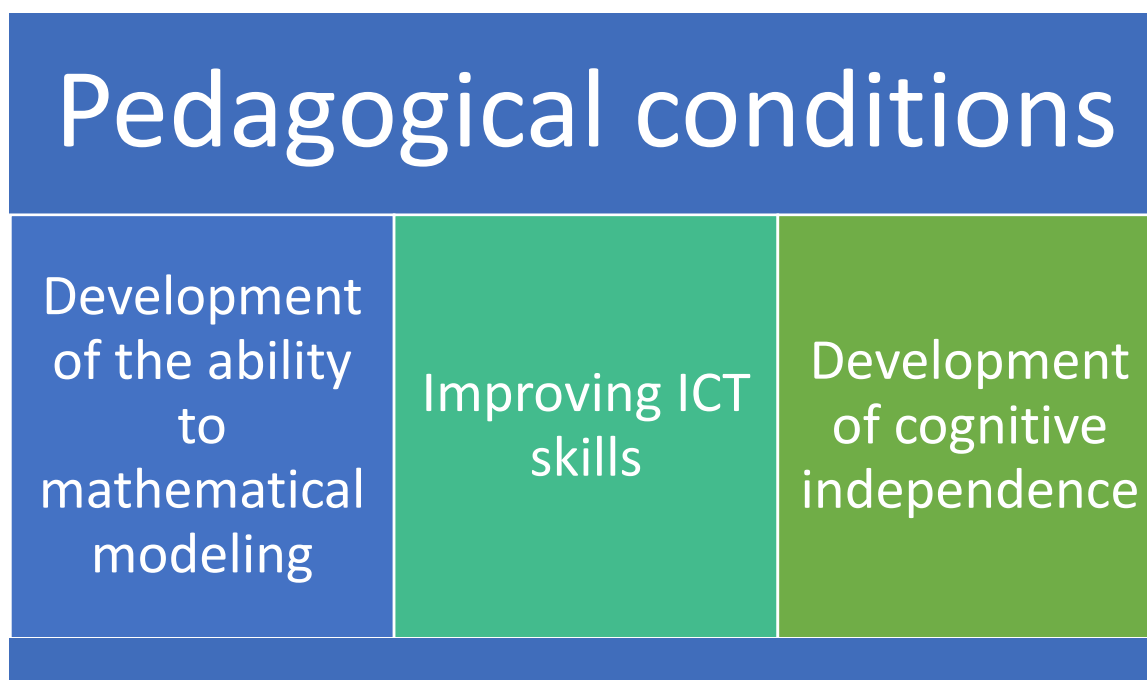 Pedagogical conditions
Development
of the ability
to
mathematical
modeling
Improving ICT
skills
Development
of cognitive
independence